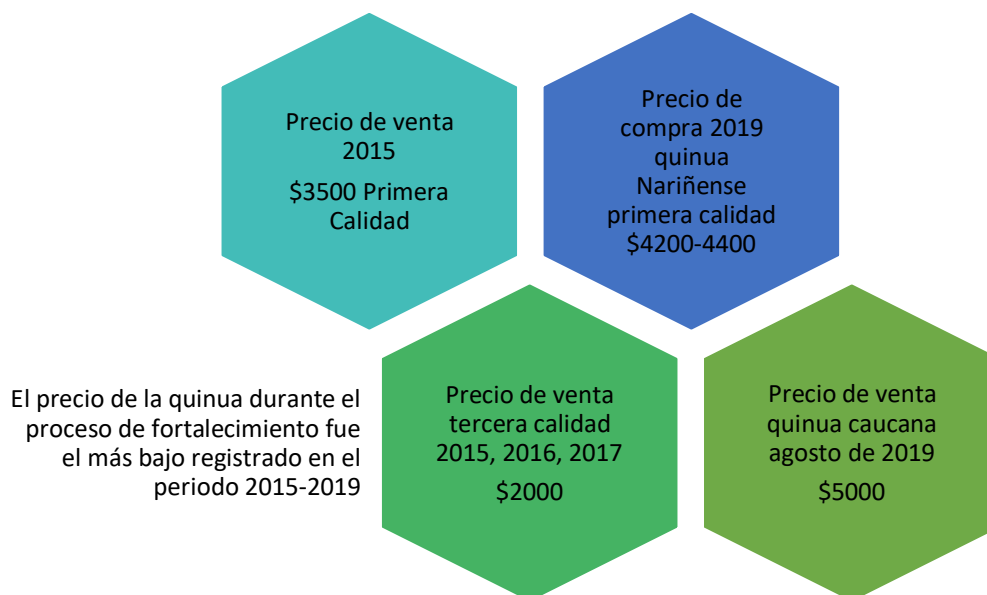 Precio de venta
2015
$3500 Primera
Calidad
Precio de
compra 2019
quinua
Nariñense
primera calidad
$4200-4400
El precio de la quinua durante el
proceso de fortalecimiento fue
el más bajo registrado en el
periodo 2015-2019
Precio de venta
tercera calidad
2015, 2016, 2017
$2000
Precio de venta
quinua caucana
agosto de 2019
$5000